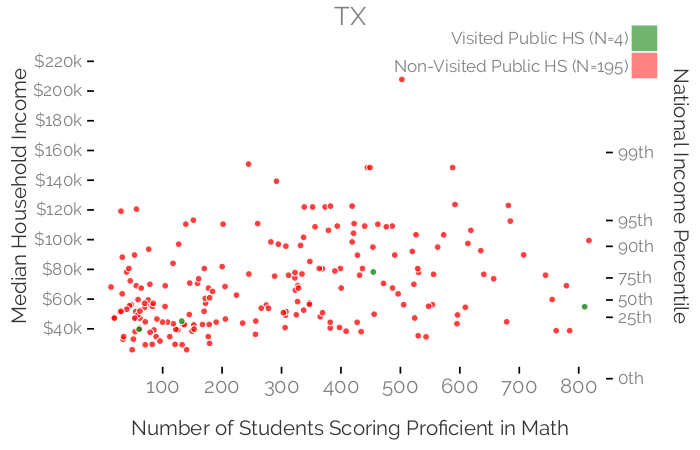 TX
Visited Public HS (N=4)
Non-Visited Public HS (N=195)
Median Household Income
$220k
$200k
$180k
$160k
$140k
$120k
$100k
$80k
$60k
$40k
National Income Percentile
99th
95th
90th
75th
50th
25th
0th
100 200 300 400 500 600 700 800
Number of Students Scoring Proficient in Math